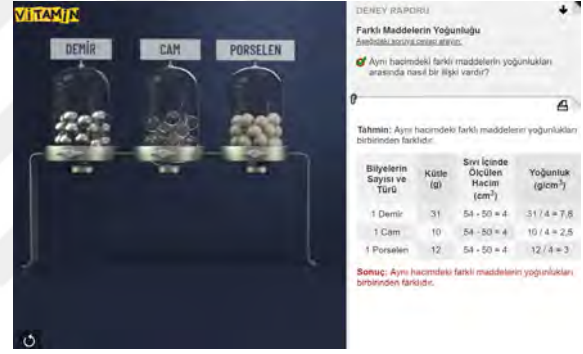 VİTAMİN
DEMİR
CAM
PORSELEN
DENEY RAPORU
Farklı Maddelerin Yoğunluğu
Aşağıdaki soruya cevap arayın.
Aynı hacimdeki farklı maddelerin yoğunlukları
arasında nasıl bir ilişki vardır?
Tahmin: Aynı hacimdeki farklı maddelerin yoğunlukları
birbirinden farklıdır.
Bilyelerin Sayısı ve Türü Kütle (g) Sıvı İçinde Ölçülen Hacim (cm³) Yoğunluk (g/cm³)
1 Demir 31 54 - 50 = 4 31 / 4 = 7,8
1 Cam 10 54 - 50 = 4 10 / 4 = 2,5
1 Porselen 12 54 - 50 = 4 12 / 4 = 3
Sonuç: Aynı hacimdeki farklı maddelerin yoğunlukları
birbirinden farklıdır.